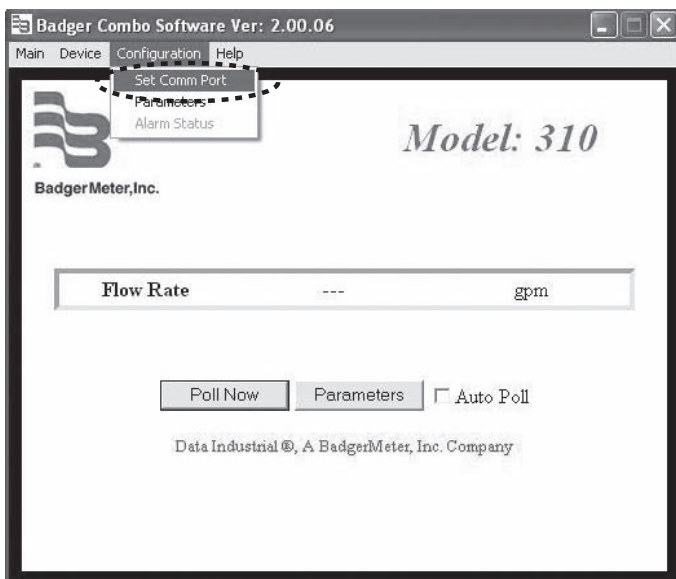 Badger Combo Software Ver: 2.00.06
Main Device Configuration Help
Set Comm Port
Parameters
Alarm Status
Model: 310
BadgerMeter,Inc.
Flow Rate --- gpm
Poll Now Parameters Auto Poll
Data Industrial ®, A BadgerMeter, Inc. Company